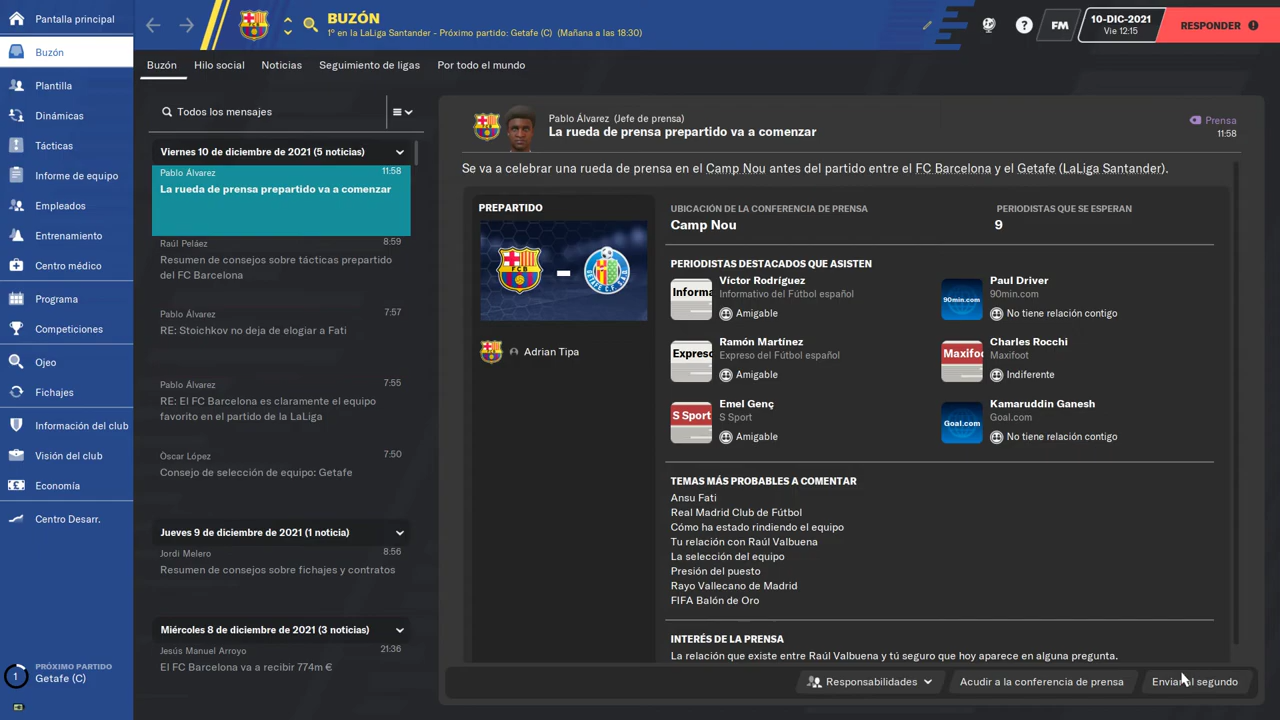 Pantalla principal
Buzón
Plantilla
Dinámicas
Tácticas
Informe de equipo
Empleados
Entrenamiento
Centro médico
Programa
Competiciones
Ojeo
Fichajes
Información del club
Visión del club
Economía
Centro Desarr.
1
PRÓXIMO PARTIDO
Getafe (C)
BUZÓN
1º en la LaLiga Santander - Próximo partido: Getafe (C) (Mañana a las 18:30)
FM
10-DIC-2021
Vie 12:15
RESPONDER
Buzón
Hilo social
Noticias
Seguimiento de ligas
Por todo el mundo
Todos los mensajes
Viernes 10 de diciembre de 2021 (5 noticias)
Pablo Álvarez 11:58
La rueda de prensa prepartido va a comenzar
Raúl Peláez 8:59
Resumen de consejos sobre tácticas prepartido
del FC Barcelona
Pablo Álvarez 7:57
RE: Stoichkov no deja de elogiar a Fati
Pablo Álvarez 7:55
RE: El FC Barcelona es claramente el equipo
favorito en el partido de la LaLiga
Òscar López 7:50
Consejo de selección de equipo: Getafe
Jueves 9 de diciembre de 2021 (1 noticia)
Jordi Melero 8:56
Resumen de consejos sobre fichajes y contratos
Miércoles 8 de diciembre de 2021 (3 noticias)
Jesús Manuel Arroyo 21:36
El FC Barcelona va a recibir 774m €
Pablo Álvarez (Jefe de prensa)
La rueda de prensa prepartido va a comenzar
Prensa
11:58
Se va a celebrar una rueda de prensa en el Camp Nou antes del partido entre el FC Barcelona y el Getafe (LaLiga Santander).
PREPARTIDO
Adrian Tipa
UBICACIÓN DE LA CONFERENCIA DE PRENSA
Camp Nou
PERIODISTAS QUE SE ESPERAN
9
PERIODISTAS DESTACADOS QUE ASISTEN
Informa
Víctor Rodríguez
Informativo del Fútbol español
Amigable
90min.com
Paul Driver
90min.com
No tiene relación contigo
Expreso
Ramón Martínez
Expreso del Fútbol español
Amigable
Maxifoo
Charles Rocchi
Maxifoot
Indiferente
S Sport
Emel Genç
S Sport
Amigable
Goal.com
Kamaruddin Ganesh
Goal.com
No tiene relación contigo
TEMAS MÁS PROBABLES A COMENTAR
Ansu Fati
Real Madrid Club de Fútbol
Cómo ha estado rindiendo el equipo
Tu relación con Raúl Valbuena
La selección del equipo
Presión del puesto
Rayo Vallecano de Madrid
FIFA Balón de Oro
INTERÉS DE LA PRENSA
La relación que existe entre Raúl Valbuena y tú seguro que hoy aparece en alguna pregunta.
Responsabilidades
Acudir a la conferencia de prensa
Enviar al segundo